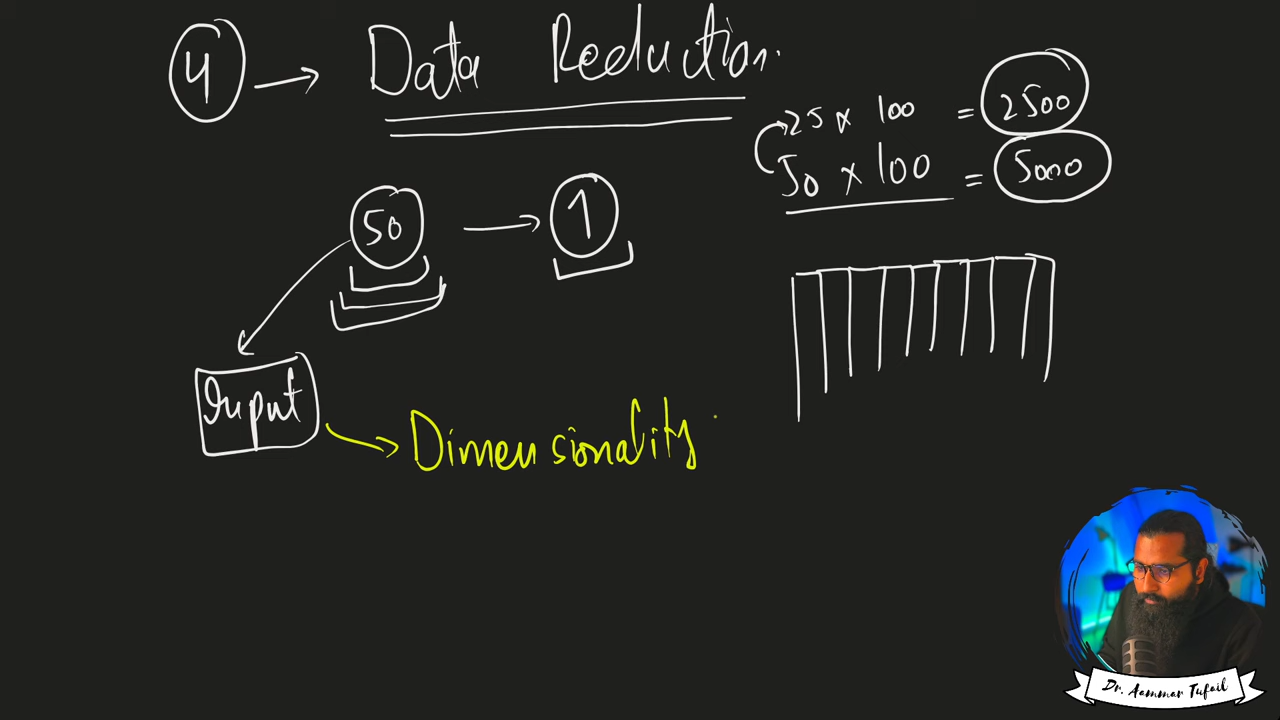 4 → Data Reduction.
25 x 100 = 2500
50 x 100 = 5000
50 → 1
Input
→ Dimensionality
Dr. Aammar Tufail